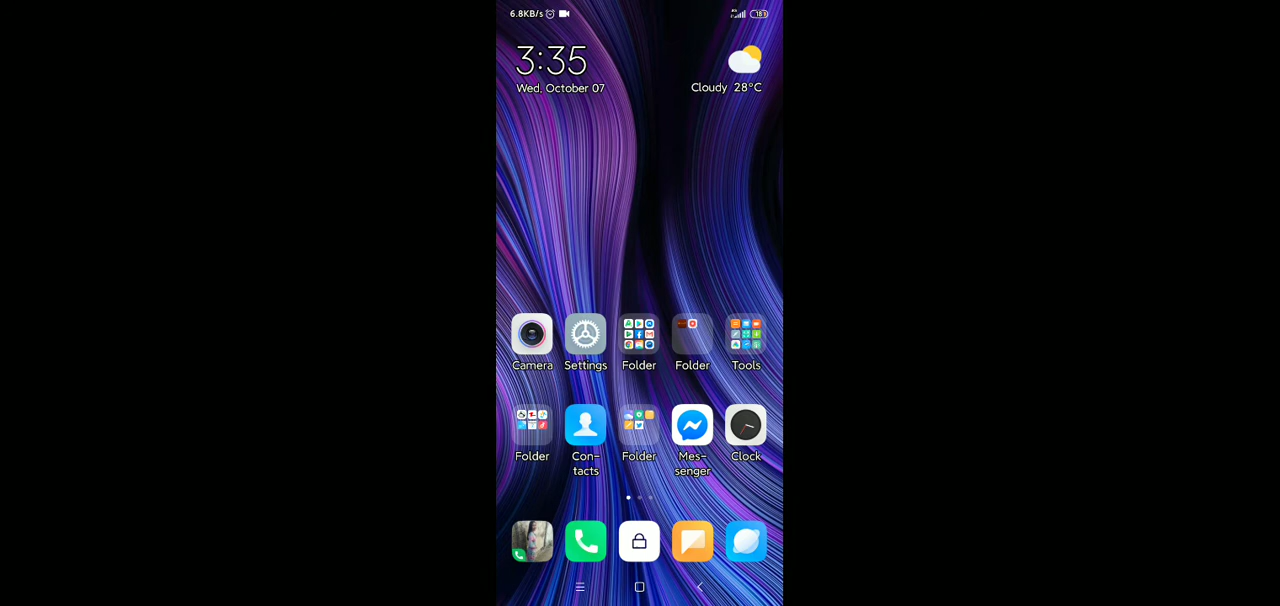 6.8KB/s
3:35
Wed, October 07
Cloudy 28°C
Camera
Settings
Folder
Folder
Tools
Folder
Con-
tacts
Folder
Mes-
senger
Clock